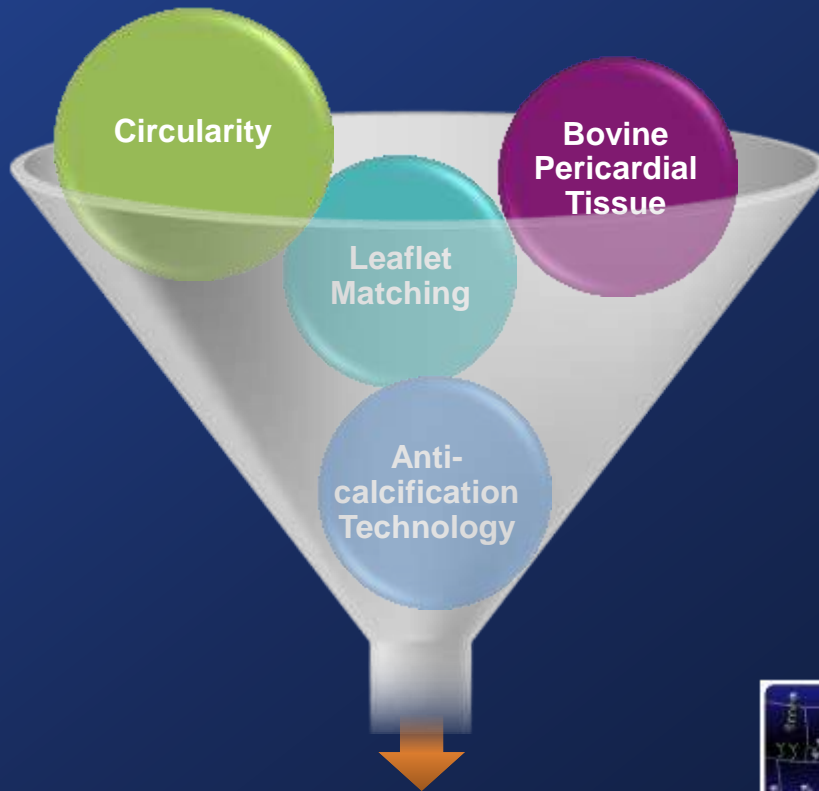 Circularity
Bovine
Pericardial
Tissue
Leaflet
Matching
Anti-
calcification
Technology